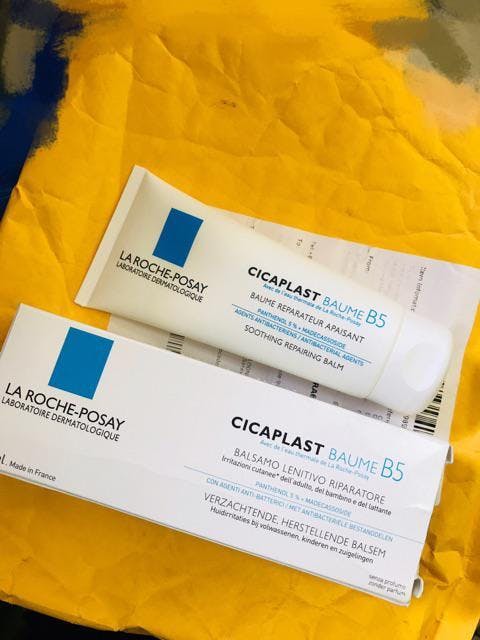 LA ROCHE-POSAY
LABORATOIRE DERMATOLOGIQUE
CICAPLAST BAUME B5
Avec de l'eau thermale de La Roche-Posay
BAUME RÉPARATEUR APAISANT
PANTHENOL 5% + MADECASSOSIDE
AGENTS ANTIBACTERIENS / ANTIBACTERIAL AGENTS
SOOTHING REPAIRING BALM
LA ROCHE-POSAY
LABORATOIRE DERMATOLOGIQUE
Made in France
CICAPLAST BAUME B5
Avec de l'eau thermale de La Roche-Posay
BALSAMO LENITIVO RIPARATORE
Irritazioni cutanee* dell'adulto, del bambino e del lattante
PANTHENOL 5% + MADECASSOSIDE
CON AGENTI ANTI-BATTERICI / MET ANTIBACTERIËLE BESTANDDELEN
VERZACHTENDE, HERSTELLENDE BALSEM
Huidirritaties bij volwassenen, kinderen en zuigelingen
senza profumo
zonder parfum